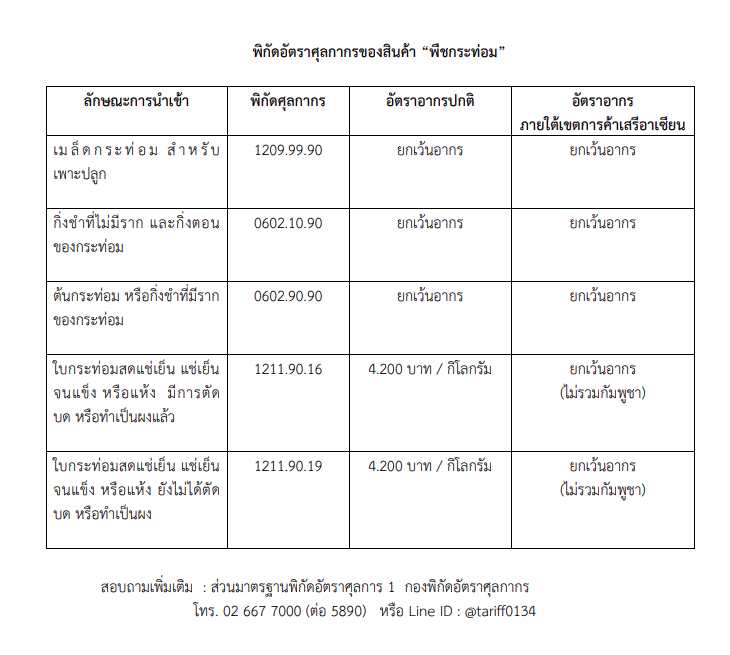 พิกัดอัตราศุลกากรของสินค้า “พืชกระท่อม”
ลักษณะการนำเข้า พิกัดศุลกากร อัตราอากรปกติ อัตราอากร
ภายใต้เขตการค้าเสรีอาเซียน
เมล็ดกระท่อม สำหรับ 1209.99.90 ยกเว้นอากร ยกเว้นอากร
เพาะปลูก
กิ่งชำที่ไม่มีราก และกิ่งตอน 0602.10.90 ยกเว้นอากร ยกเว้นอากร
ของกระท่อม
ต้นกระท่อม หรือกิ่งชำที่มีราก 0602.90.90 ยกเว้นอากร ยกเว้นอากร
ของกระท่อม
ใบกระท่อมสดแช่เย็น แช่เย็น 1211.90.16 4.200 บาท / กิโลกรัม ยกเว้นอากร
จนแข็ง หรือแห้ง มีการตัด (ไม่รวมกัมพูชา)
บด หรือทำเป็นผงแล้ว
ใบกระท่อมสดแช่เย็น แช่เย็น 1211.90.19 4.200 บาท / กิโลกรัม ยกเว้นอากร
จนแข็ง หรือแห้ง ยังไม่ได้ตัด (ไม่รวมกัมพูชา)
บด หรือทำเป็นผง
สอบถามเพิ่มเติม : ส่วนมาตรฐานพิกัดอัตราศุลการ 1 กองพิกัดอัตราศุลกากร
โทร. 02 667 7000 (ต่อ 5890) หรือ Line ID : @tariff0134